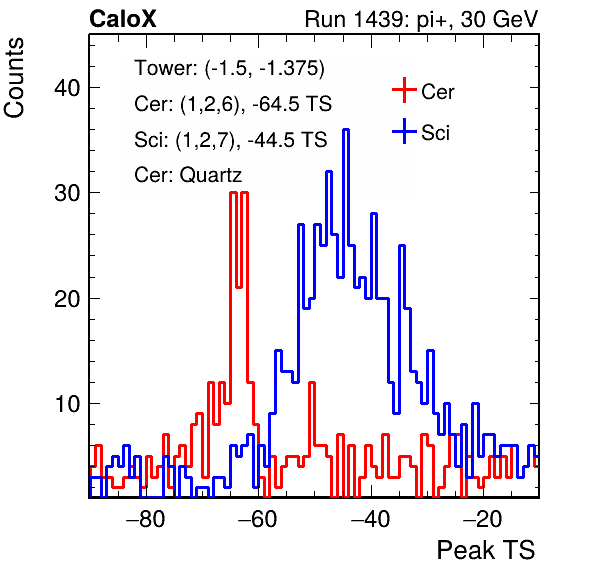 CaloX Run 1439: pi+, 30 GeV
Counts
Tower: (-1.5, -1.375)
Cer: (1,2,6), -64.5 TS
Sci: (1,2,7), -44.5 TS
Cer: Quartz
Cer
Sci
40
30
20
10
−80 −60 −40 −20
Peak TS